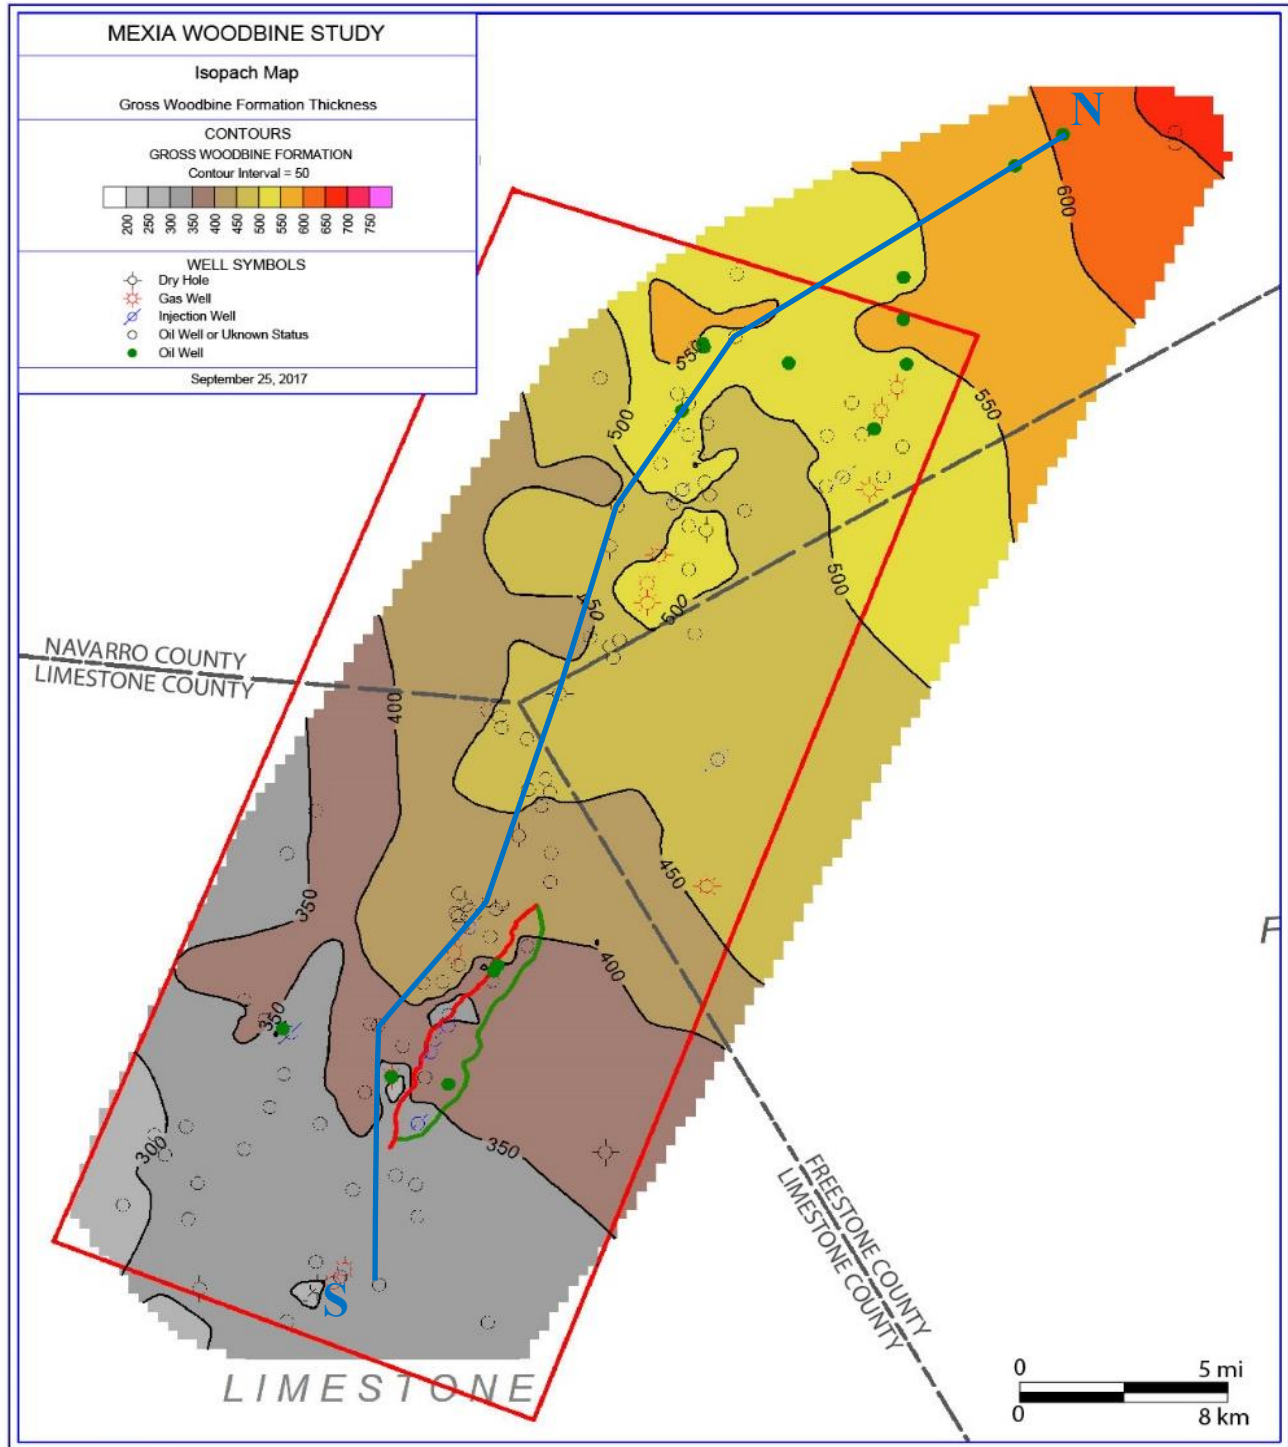 MEXIA WOODBINE STUDY
Isopach Map
Gross Woodbine Formation Thickness
CONTOURS
GROSS WOODBINE FORMATION
Contour Interval = 50
200 250 300 350 400 450 500 550 600 650 700 750
WELL SYMBOLS
Dry Hole
Gas Well
Injection Well
Oil Well or Uknown Status
Oil Well
September 25, 2017
N
600
550
550
500
500
450
500
NAVARRO COUNTY
LIMESTONE COUNTY
400
450
350
400
350
350
300
FREESTONE COUNTY
LIMESTONE COUNTY
F
S
LIMESTONE
0 5 mi
0 8 km